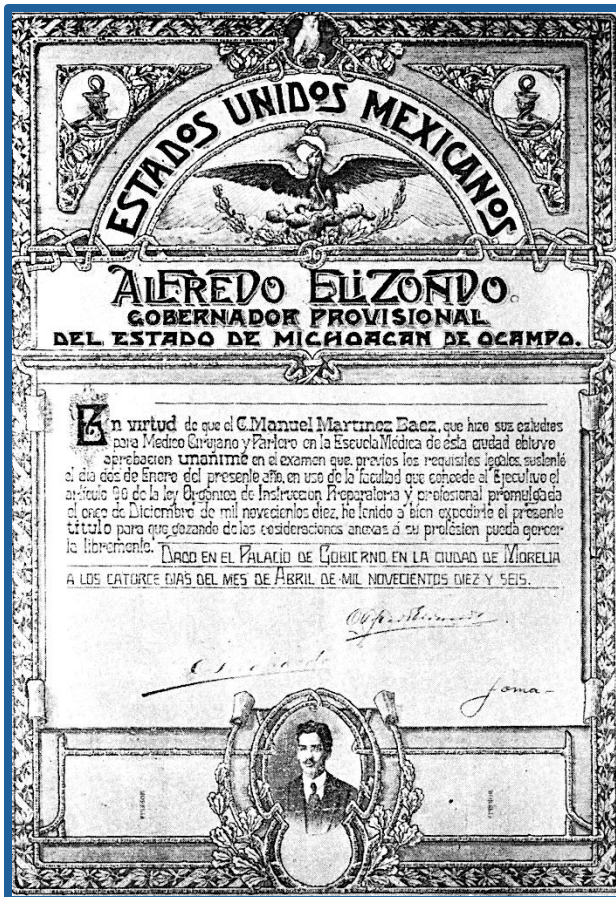 ESTADOS UNIDOS MEXICANOS
ALFREDO ELIZONDO.
GOBERNADOR PROVISIONAL
DEL ESTADO DE MICHOACAN DE OCAMPO.
En virtud de que el C. Manuel Martinez Baez, que hizo sus estudios
para Medico Cirujano y Partero en la Escuela Médica de esta ciudad obtuvo
aprobacion unánime en el examen que, previos los requisitos legales, sustentó
el dia dos de Enero del presente año, en uso de la facultad que concede al Ejecutivo el
articulo 90 de la ley Orgánica de Instruccion Preparatoria y profesional promulgada
el once de Diciembre de mil novecientos diez, he tenido a bien expedirle el presente
titulo para que gozando de las cosideraciones anexas á su profesion pueda ejercer
la libremente. DADO EN EL PALACIO DE GOBIERNO EN LA CIUDAD DE MORELIA
A LOS CATORCE DIAS DEL MES DE ABRIL DE MIL NOVECIENTOS DIEZ Y SEIS.